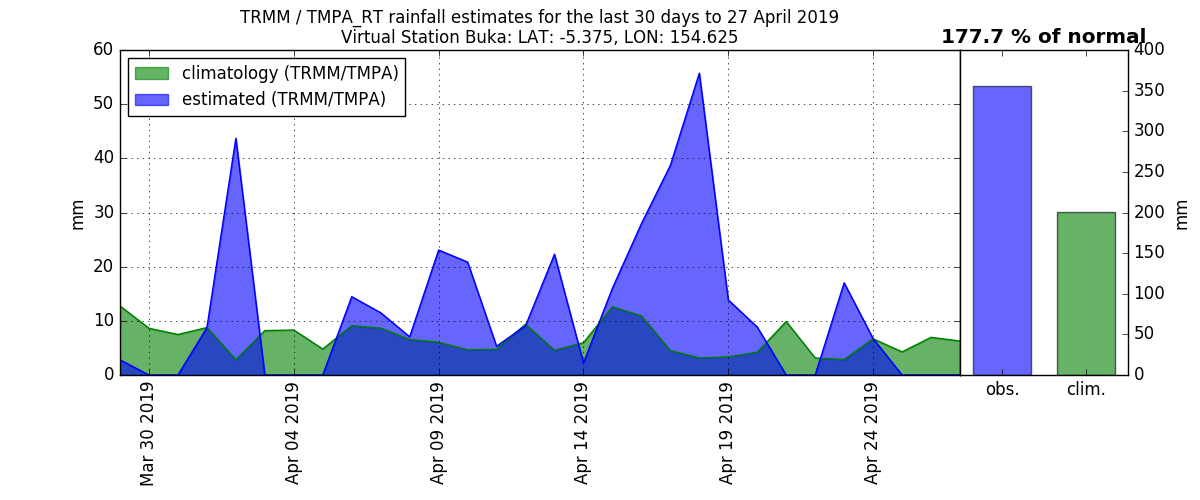 TRMM / TMPA_RT rainfall estimates for the last 30 days to 27 April 2019
Virtual Station Buka: LAT: -5.375, LON: 154.625
177.7 % of normal
climatology (TRMM/TMPA)
estimated (TRMM/TMPA)
60
50
40
30
20
10
0
mm
Mar 30 2019
Apr 04 2019
Apr 09 2019
Apr 14 2019
Apr 19 2019
Apr 24 2019
obs.
clim.
400
350
300
250
200
150
100
50
0
mm